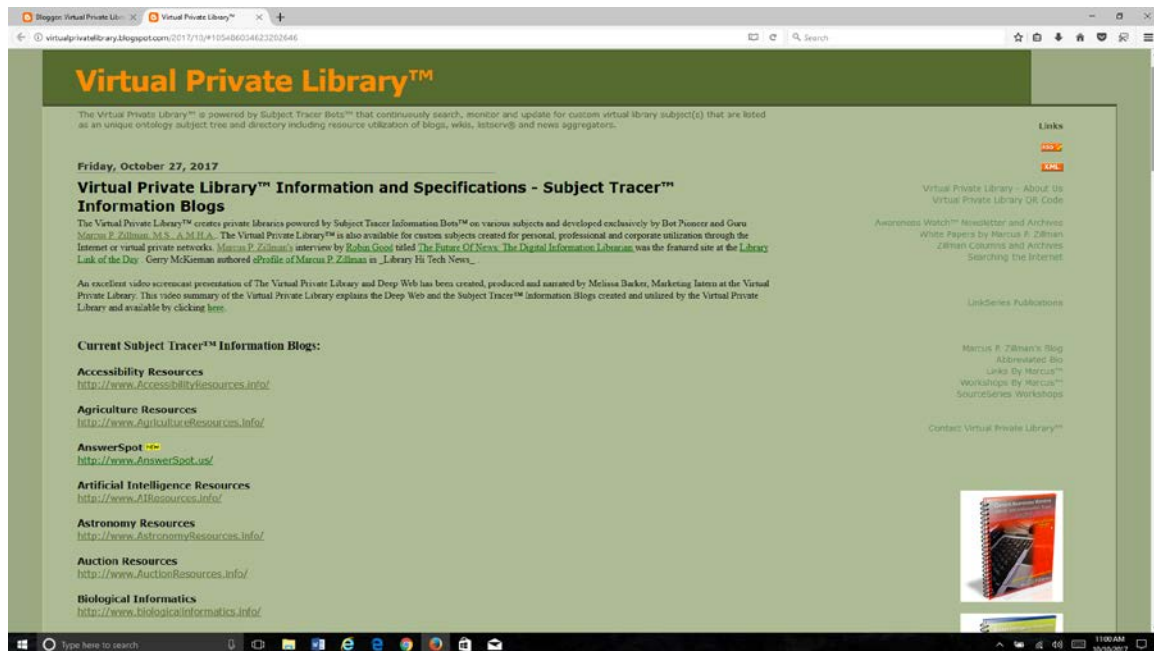 Blogger: Virtual Private Libr
Virtual Private Library™
virtualprivatelibrary.blogspot.com/2017/10/#105486034623202646
Search
Virtual Private Library™
The Virtual Private Library™ is powered by Subject Tracer Bots™ that continuously search, monitor and update for custom virtual library subject(s) that are listed
as an unique ontology subject tree and directory including resource utilization of blogs, wikis, listserv® and news aggregators.
Friday, October 27, 2017
Virtual Private Library™ Information and Specifications - Subject Tracer™
Information Blogs
The Virtual Private Library™ creates private libraries powered by Subject Tracer Information Bots™ on various subjects and developed exclusively by Bot Pioneer and Guru
Marcus P. Zillman, M.S., A.M.H.A. The Virtual Private Library™ is also available for custom subjects created for personal, professional and corporate utilization through the
Internet or virtual private networks. Marcus P. Zillman's interview by Robin Good titled The Future Of News: The Digital Information Librarian was the featured site at the Library
Link of the Day. Gerry McKiernan authored eProfile of Marcus P. Zillman in _Library Hi Tech News_.
An excellent video screencast presentation of The Virtual Private Library and Deep Web has been created, produced and narrated by Melissa Barker, Marketing Intern at the Virtual
Private Library. This video summary of the Virtual Private Library explains the Deep Web and the Subject Tracer™ Information Blogs created and utilized by the Virtual Private
Library and available by clicking here.
Current Subject Tracer™ Information Blogs:
Accessibility Resources
http://www.AccessibilityResources.info/
Agriculture Resources
http://www.AgricultureResources.info/
AnswerSpot NEW
http://www.AnswerSpot.us/
Artificial Intelligence Resources
http://www.AIResources.info/
Astronomy Resources
http://www.AstronomyResources.info/
Auction Resources
http://www.AuctionResources.info/
Biological Informatics
http://www.biologicalinformatics.info/
Links
RSS
XML
Virtual Private Library - About Us
Virtual Private Library QR Code
Awareness Watch™ Newsletter and Archives
White Papers by Marcus P. Zillman
Zillman Columns and Archives
Searching the Internet
LinkSeries Publications
Marcus P. Zillman's Blog
Abbreviated Bio
Links By Marcus™
Workshops By Marcus™
SourceSeries Workshops
Contact Virtual Private Library™
Type here to search
11:00 AM
10/10/2017